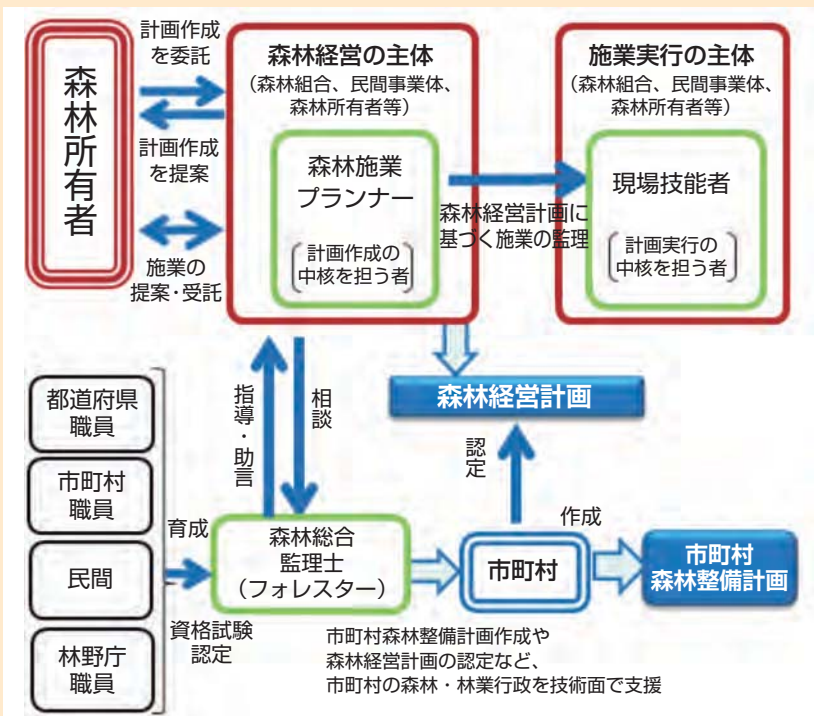 森林所有者
計画作成
を委託
計画作成
を提案
施業の
提案・受託
森林経営の主体
（森林組合、民間事業体、
森林所有者等）
森林施業
プランナー
計画作成の
中核を担う者
森林経営計画に
基づく施業の監理
施業実行の主体
（森林組合、民間事業体、
森林所有者等）
現場技能者
計画実行の
中核を担う者
指導・助言
相談
森林経営計画
認定
都道府県
職員
市町村
職員
民間
林野庁
職員
育成
資格試験
認定
森林総合
監理士
（フォレスター）
市町村
作成
市町村
森林整備計画
市町村森林整備計画作成や
森林経営計画の認定など、
市町村の森林・林業行政を技術面で支援